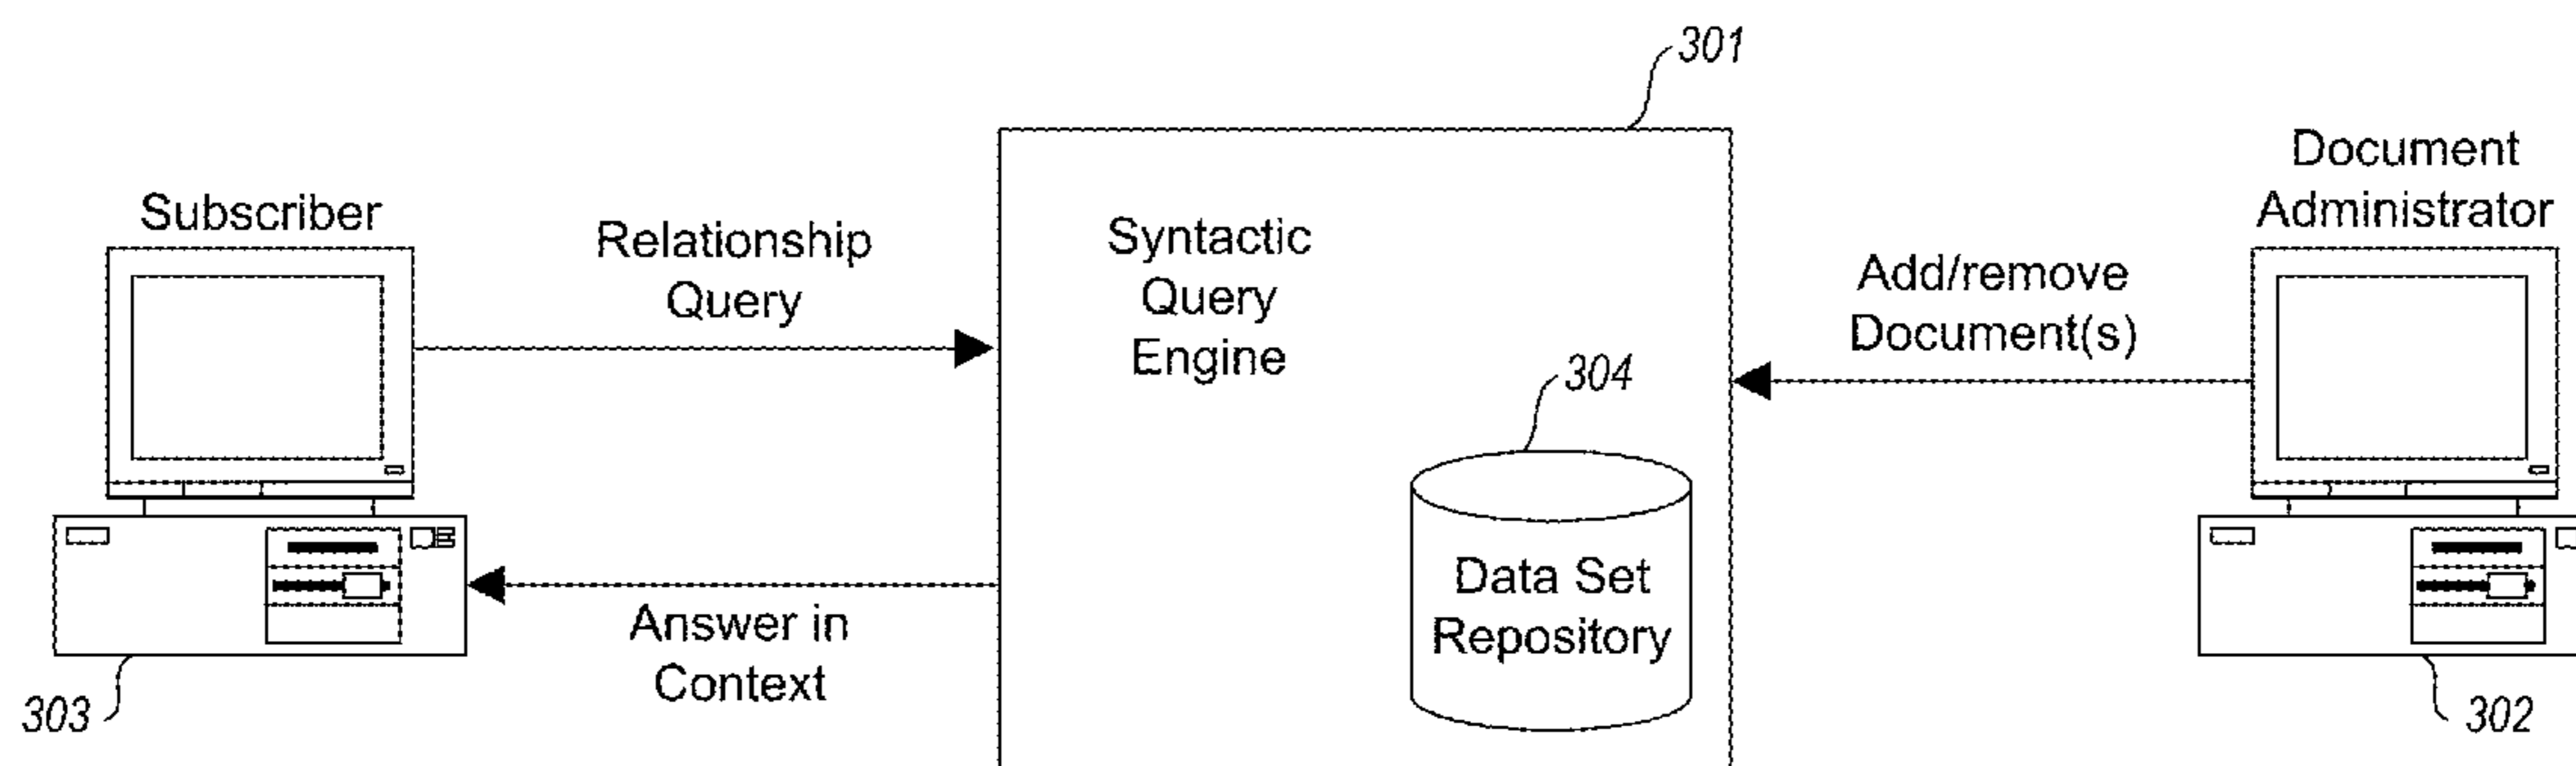 301
Subscriber
Relationship
Query
Syntactic
Query
Engine
Document
Administrator
Add/remove
Document(s)
304
Data Set
Repository
Answer in
Context
303
302